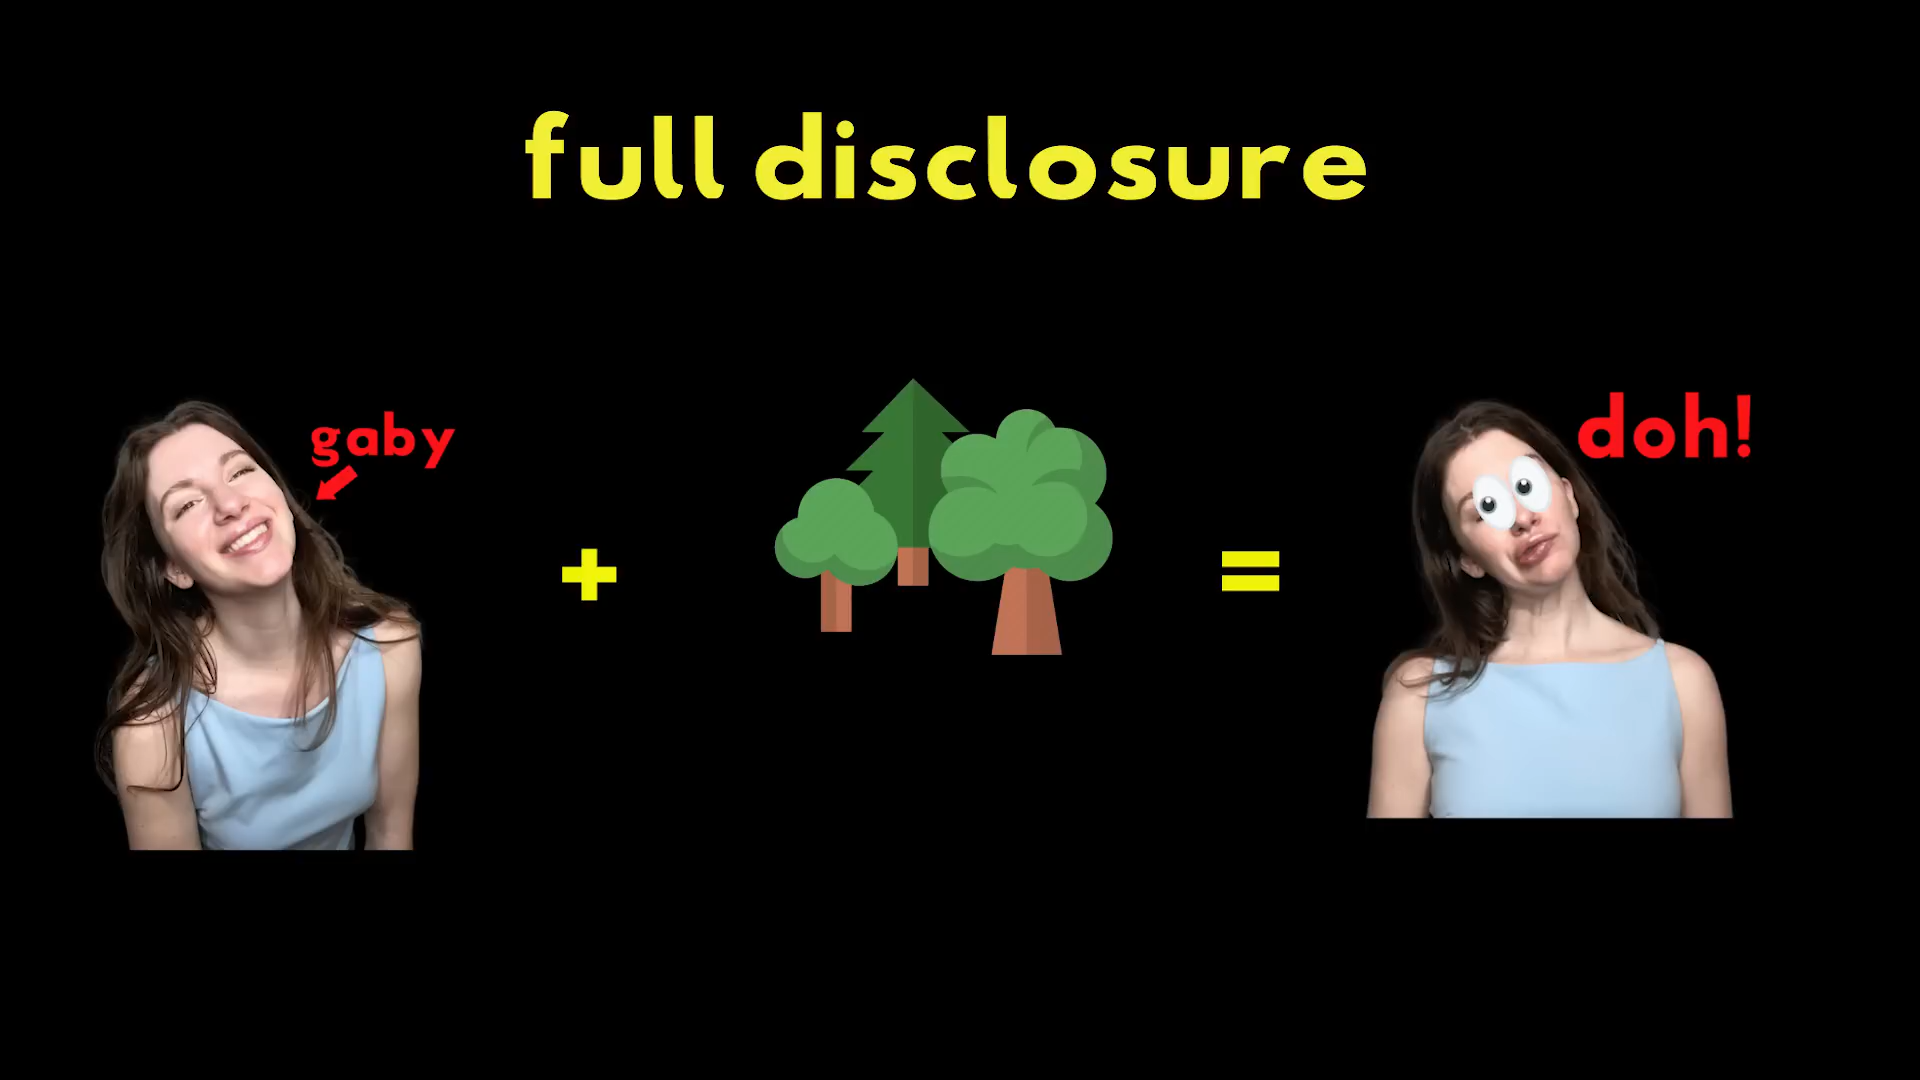 full disclosure
gaby
doh!
+
=